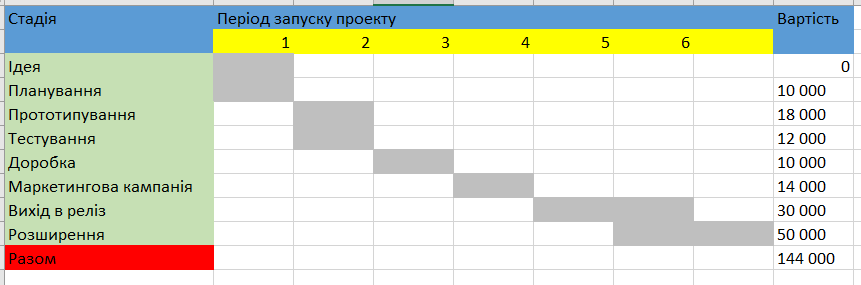 Стадія Період запуску проекту Вартість
1 2 3 4 5 6
Ідея 0
Планування 10 000
Прототипування 18 000
Тестування 12 000
Доробка 10 000
Маркетингова кампанія 14 000
Вихід в реліз 30 000
Розширення 50 000
Разом 144 000